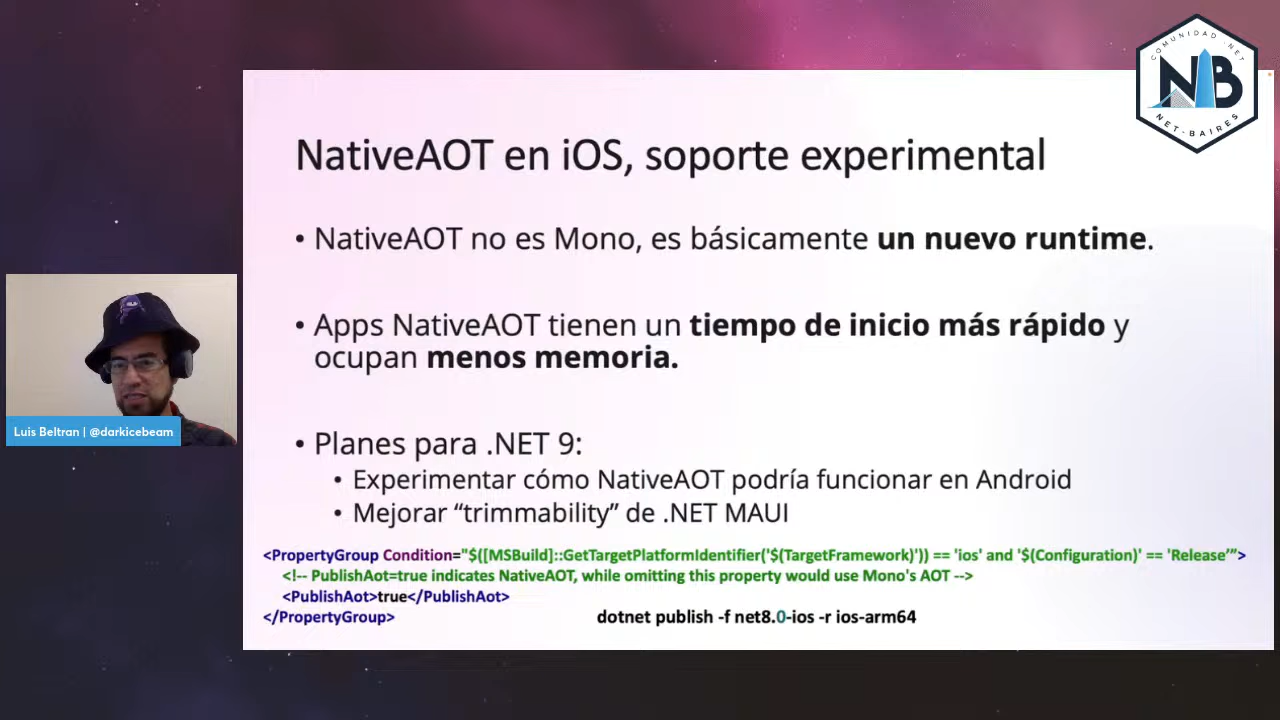 COMUNIDAD .NET
NB
NET-BAIRES
NativeAOT en iOS, soporte experimental
• NativeAOT no es Mono, es básicamente un nuevo runtime.
• Apps NativeAOT tienen un tiempo de inicio más rápido y
ocupan menos memoria.
• Planes para .NET 9:
• Experimentar cómo NativeAOT podría funcionar en Android
• Mejorar “trimmability” de .NET MAUI
<PropertyGroup Condition="$([MSBuild]::GetTargetPlatformIdentifier('$(TargetFramework)')) == 'ios' and '$(Configuration)' == 'Release'">
<!-- PublishAot=true indicates NativeAOT, while omitting this property would use Mono's AOT -->
<PublishAot>true</PublishAot>
</PropertyGroup>
dotnet publish -f net8.0-ios -r ios-arm64
Luis Beltran | @darkicebeam